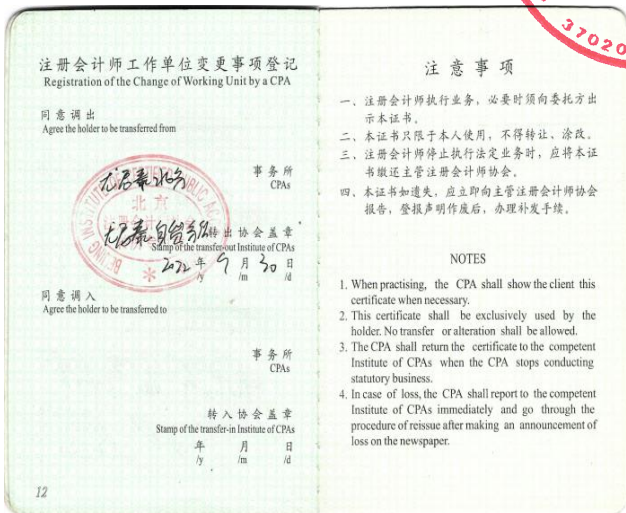 注册会计师工作单位变更事项登记
Registration of the Change of Working Unit by a CPA
同意调出
Agree the holder to be transferred from
事务所
CPAs
转出协会盖章
Stamp of the transfer-out Institute of CPAs
2022年9月30日
/y /m /d
同意调入
Agree the holder to be transferred to
事务所
CPAs
转入协会盖章
Stamp of the transfer-in Institute of CPAs
年 月 日
/y /m /d
12
北京
注意事项
一、注册会计师执行业务，必要时须向委托方出
示本证书。
二、本证书只限于本人使用，不得转让、涂改。
三、注册会计师停止执行法定业务时，应将本证
书缴还主管注册会计师协会。
四、本证书如遗失，应立即向主管注册会计师协会
报告，登报声明作废后，办理补发手续。
NOTES
1. When practising, the CPA shall show the client this
certificate when necessary.
2. This certificate shall be exclusively used by the
holder. No transfer or alteration shall be allowed.
3. The CPA shall return the certificate to the competent
Institute of CPAs when the CPA stops conducting
statutory business.
4. In case of loss, the CPA shall report to the competent
Institute of CPAs immediately and go through the
procedure of reissue after making an announcement of
loss on the newspaper.
37020